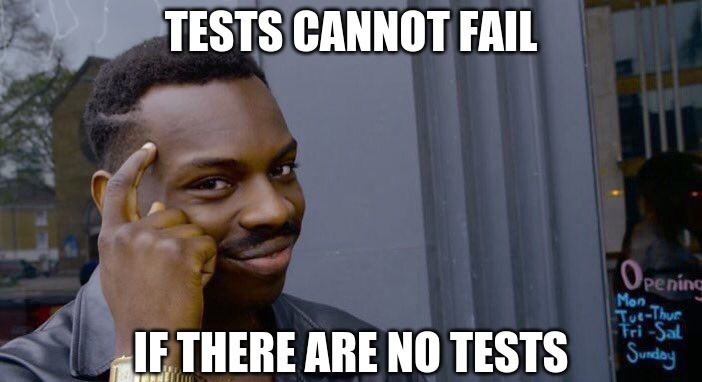 TESTS CANNOT FAIL
Opening
Mon
Tue-Thur
Fri-Sat
Sunday
IF THERE ARE NO TESTS